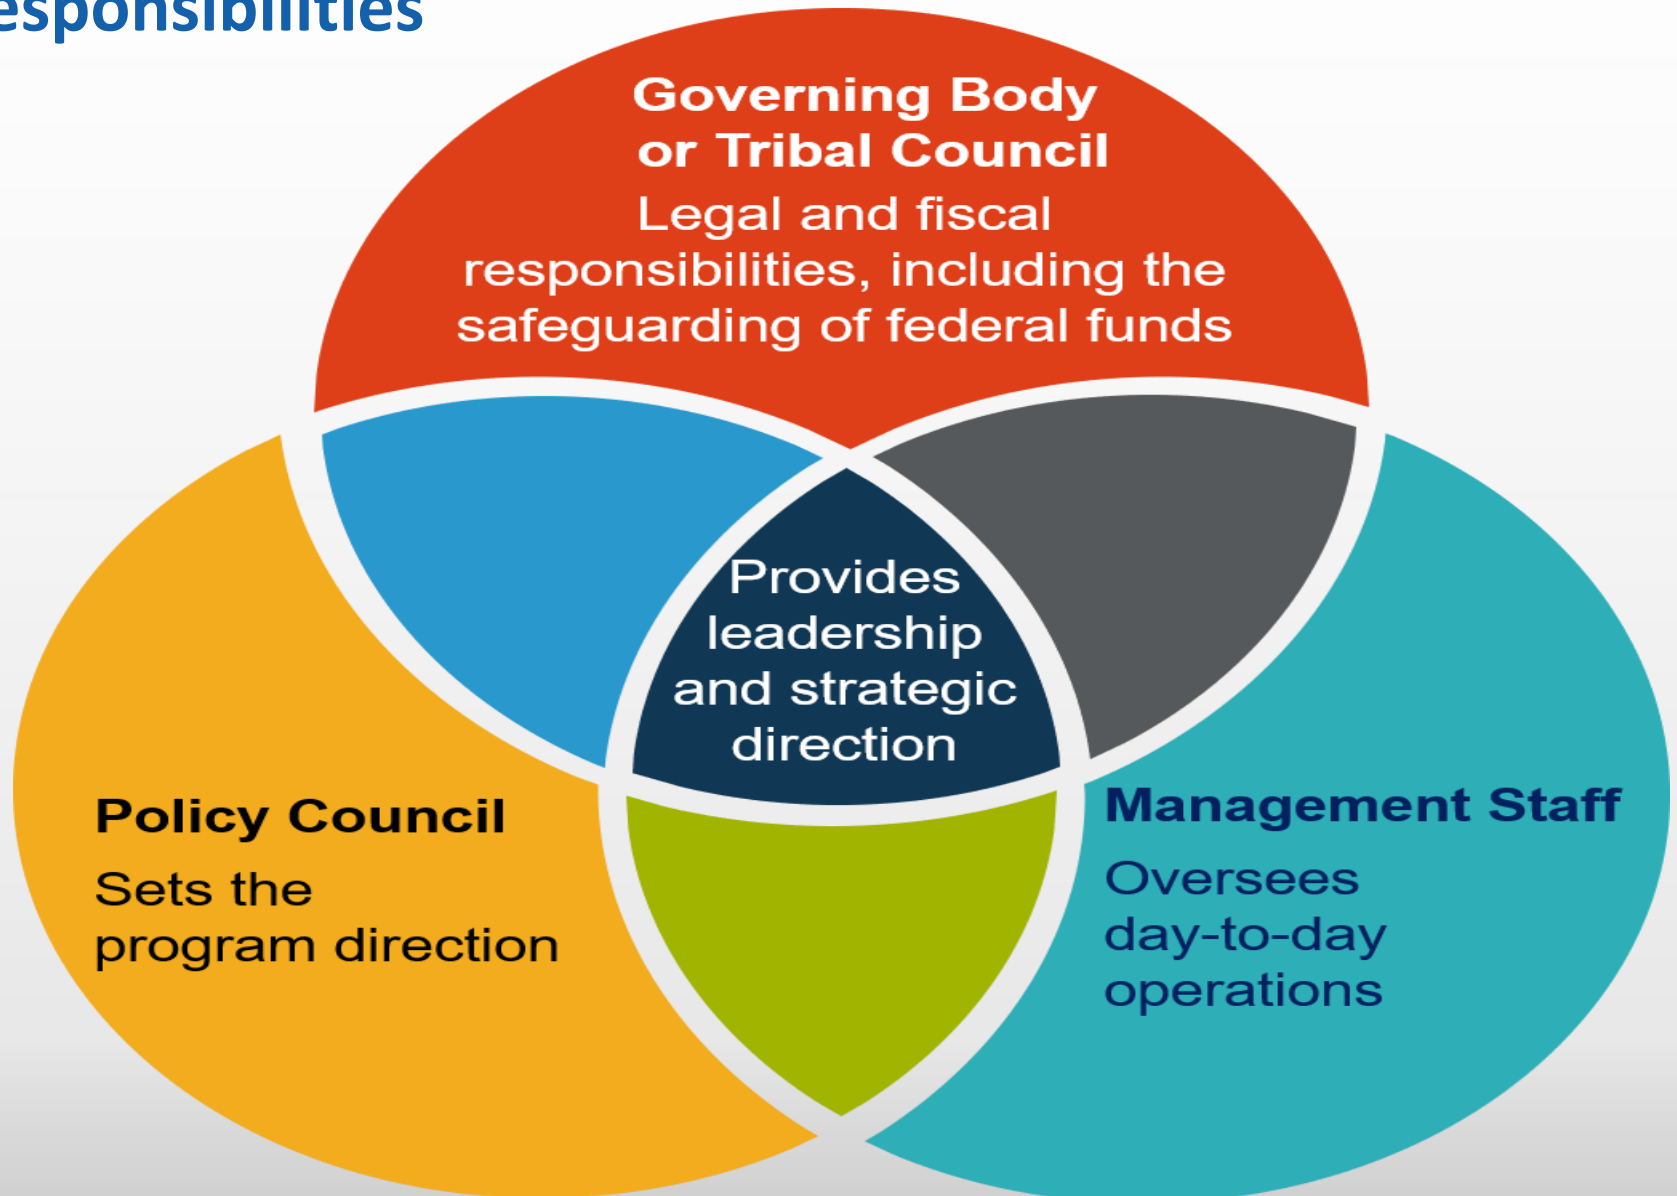 esponsibilities
Governing Body
or Tribal Council
Legal and fiscal
responsibilities, including the
safeguarding of federal funds
Provides
leadership
and strategic
direction
Policy Council
Sets the
program direction
Management Staff
Oversees
day-to-day
operations